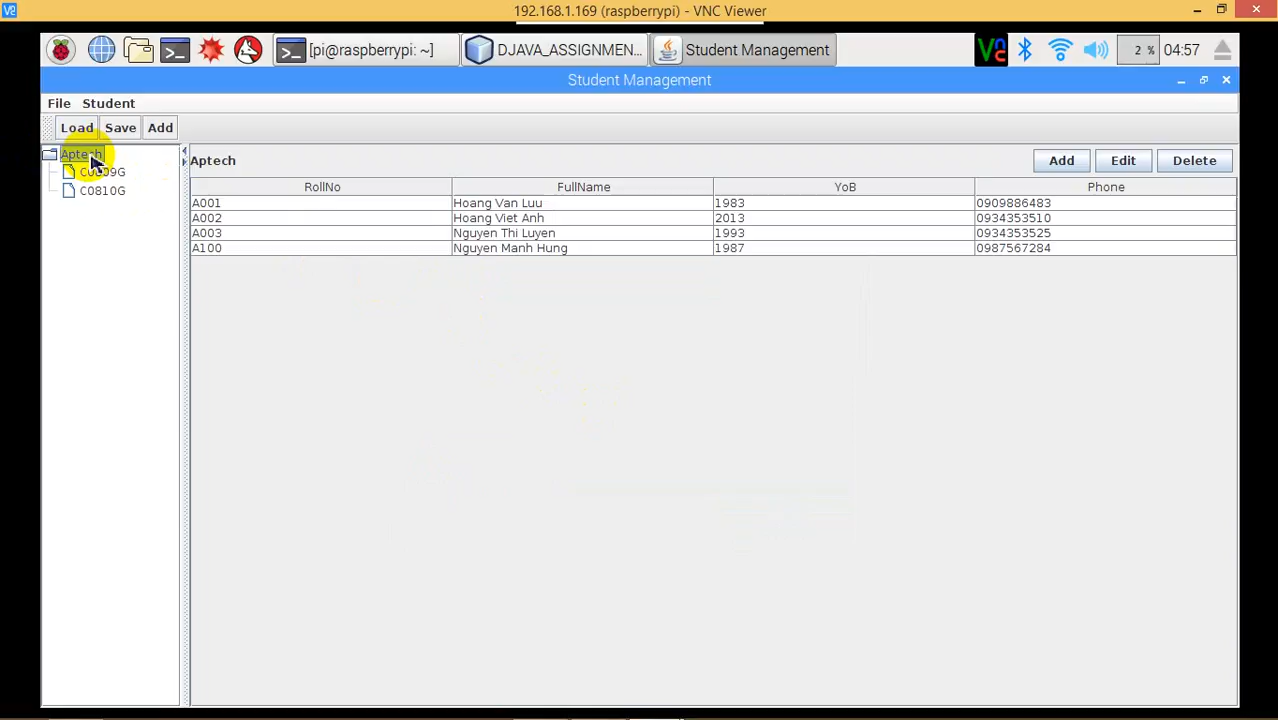 192.168.1.169 (raspberrypi) - VNC Viewer
[pi@raspberrypi: ~] DJAVA_ASSIGNMEN... Student Management 2 % 04:57
Student Management
File Student
Load Save Add
Aptech
C0810G
Aptech Add Edit Delete
RollNo FullName YoB Phone
A001 Hoang Van Luu 1983 0909886483
A002 Hoang Viet Anh 2013 0934353510
A003 Nguyen Thi Luyen 1993 0934353525
A100 Nguyen Manh Hung 1987 0987567284